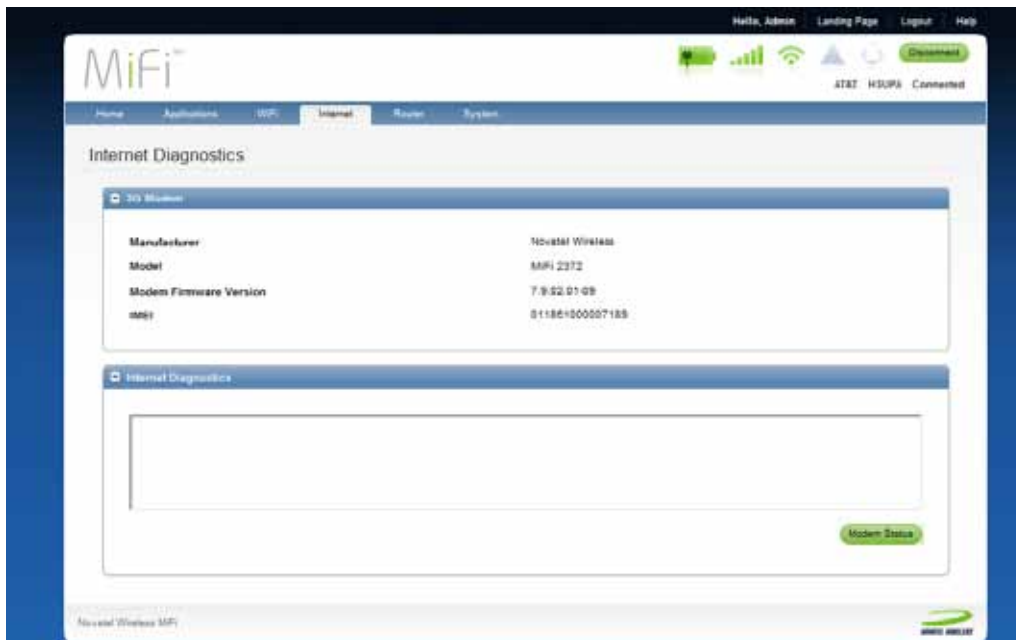 Hello, Admin Landing Page Logout Help
MiFi
Disconnect
AT&T HSUPA Connected
Home Applications WiFi Internet Router System
Internet Diagnostics
3G Modem
Manufacturer Novatel Wireless
Model MiFi 2372
Modem Firmware Version 7.9.02.01-09
IMEI
Internet Diagnostics
Modem Status
Novatel Wireless MiFi